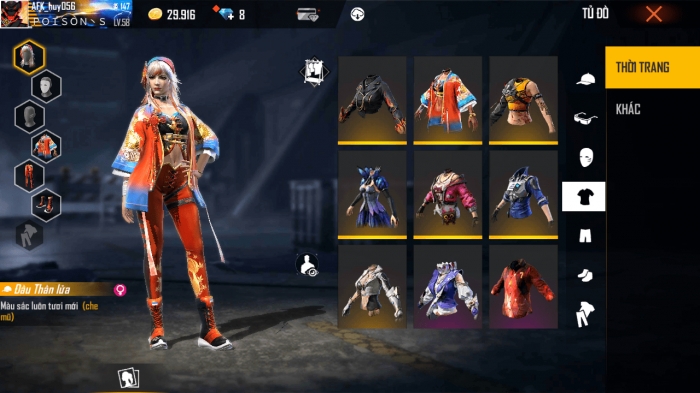 AFK_huy056
147
POISON'S
LV.58
29.916
8
TỦ ĐỒ
THỜI TRANG
KHÁC
Dâu Thần lửa
Màu sắc luôn tươi mới (che
mũ)